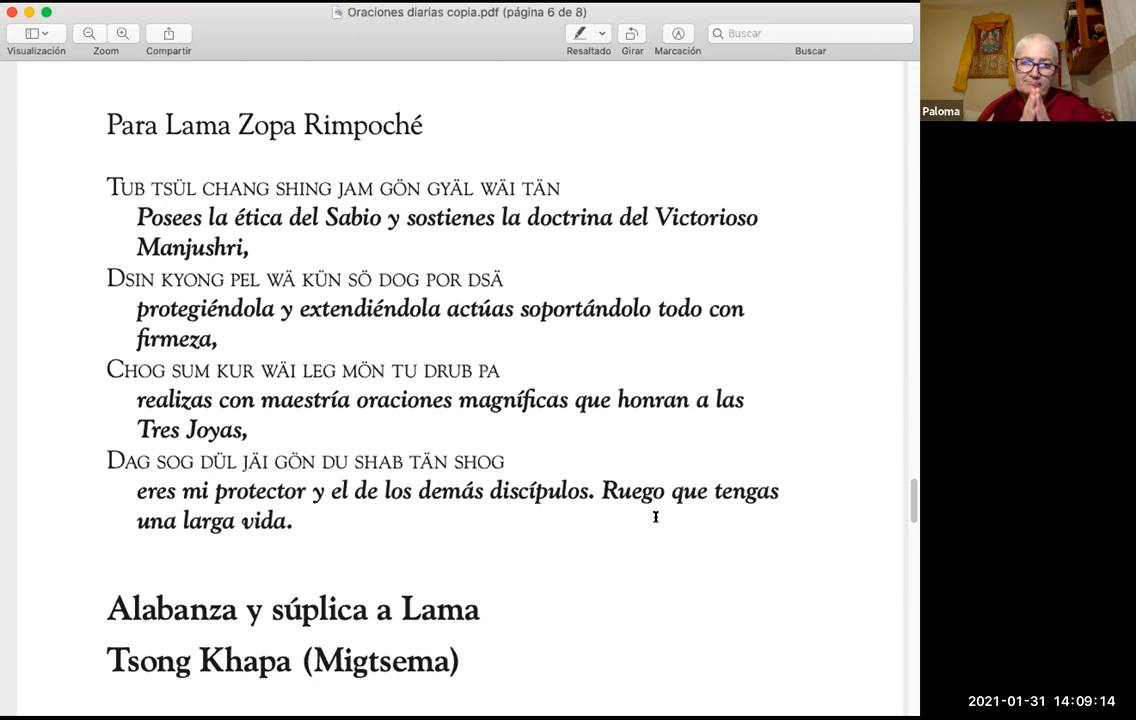 Oraciones diarias copia.pdf (página 6 de 8)
Visualización
Zoom
Compartir
Resaltado
Girar
Marcación
Buscar
Buscar
Paloma
Para Lama Zopa Rimpoché
TUB TSÜL CHANG SHING JAM GÖN GYÄL WÄI TÄN
Posees la ética del Sabio y sostienes la doctrina del Victorioso
Manjushri,
DSIN KYONG PEL WÄ KÜN SÖ DOG POR DSÄ
protegiéndola y extendiéndola actúas soportándolo todo con
firmeza,
CHOG SUM KUR WÄI LEG MÖN TU DRUB PA
realizas con maestría oraciones magníficas que honran a las
Tres Joyas,
DAG SOG DÜL JÄI GÖN DU SHAB TÄN SHOG
eres mi protector y el de los demás discípulos. Ruego que tengas
una larga vida.
Alabanza y súplica a Lama
Tsong Khapa (Migtsema)
2021-01-31 14:09:14